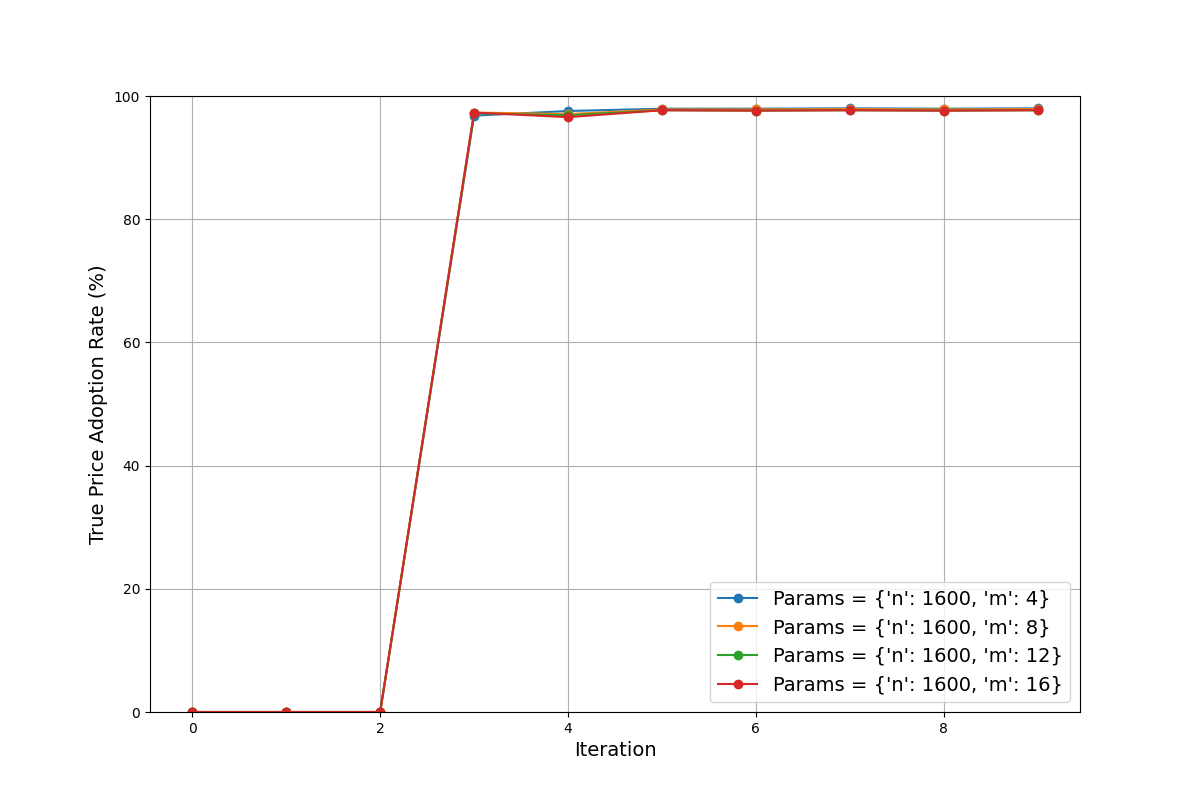 100
80
60
40
20
0
True Price Adoption Rate (%)
Params = {'n': 1600, 'm': 4}
Params = {'n': 1600, 'm': 8}
Params = {'n': 1600, 'm': 12}
Params = {'n': 1600, 'm': 16}
0 2 4 6 8
Iteration